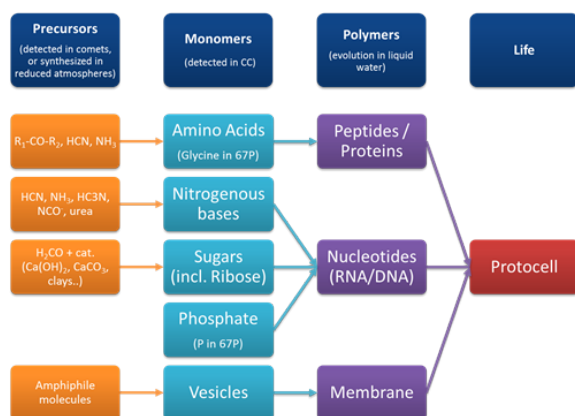 Precursors
(detected in comets,
or synthesized in
reduced atmospheres)
Monomers
(detected in CC)
Polymers
(evolution in liquid
water)
Life
R₁-CO-R₂, HCN, NH₃
Amino Acids
(Glycine in 67P)
Peptides /
Proteins
HCN, NH₃, HC3N,
NCO⁻, urea
Nitrogenous
bases
H₂CO + cat.
(Ca(OH)₂, CaCO₃,
clays..)
Sugars
(incl. Ribose)
Nucleotides
(RNA/DNA)
Protocell
Phosphate
(P in 67P)
Amphiphile
molecules
Vesicles
Membrane